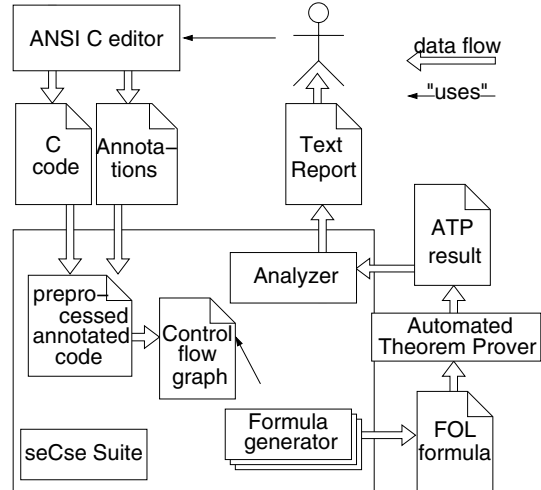 ANSI C editor
data flow
"uses"
C
code
Annota–
tions
Text
Report
ATP
result
Analyzer
prepro–
cessed
annotated
code
Control
flow
graph
Automated
Theorem Prover
Formula
generator
FOL
formula
seCse Suite